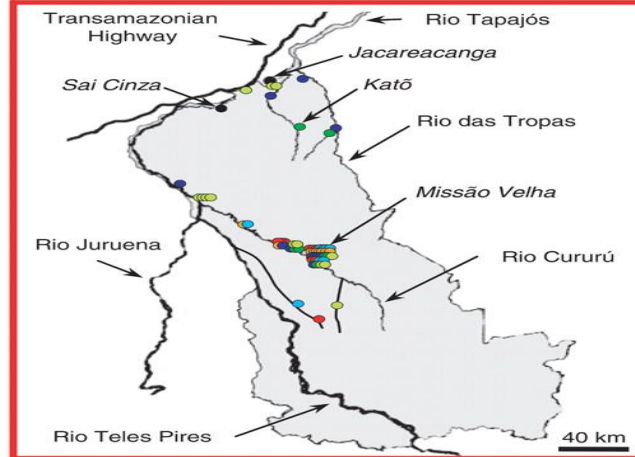 Transamazonian
Highway
Rio Tapajós
Jacareacanga
Sai Cinza
Katõ
Rio das Tropas
Missão Velha
Rio Juruena
Rio Cururú
Rio Teles Pires
40 km